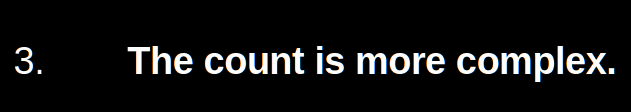 3. The count is more complex.